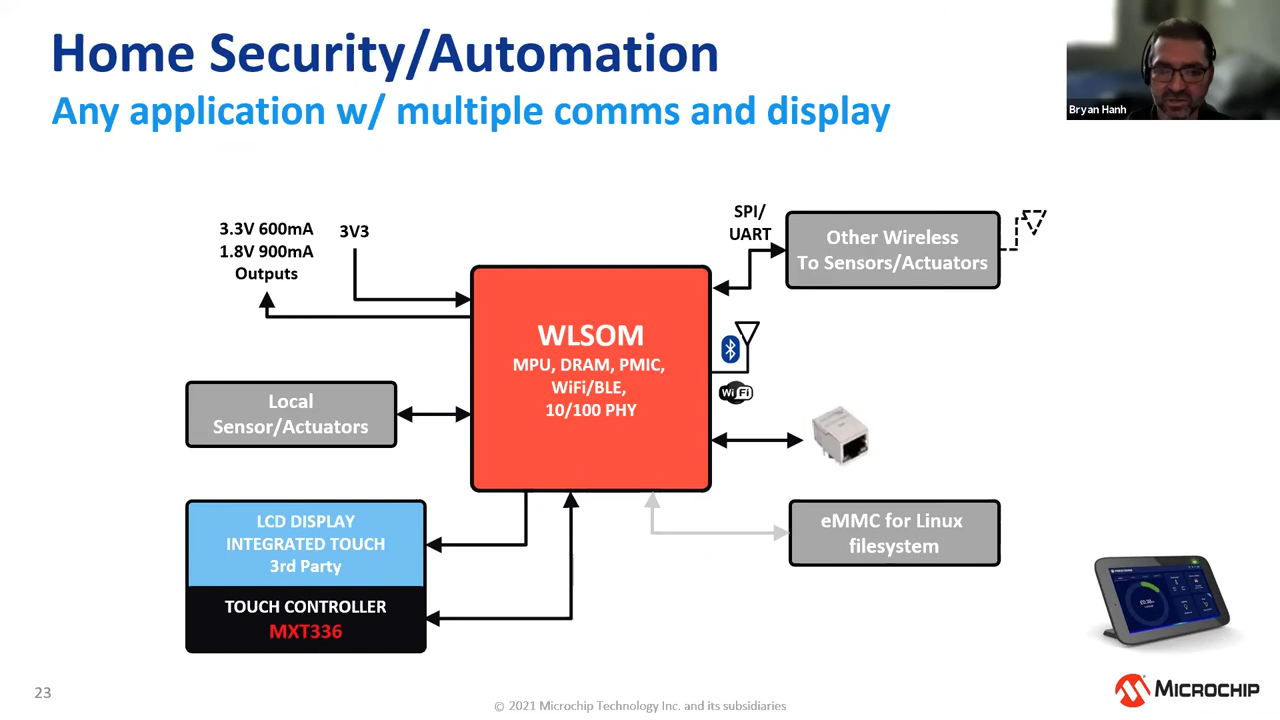 Home Security/Automation
Any application w/ multiple comms and display
Bryan Hanh
3.3V 600mA
1.8V 900mA
Outputs
3V3
SPI/
UART
Other Wireless
To Sensors/Actuators
WLSOM
MPU, DRAM, PMIC,
WiFi/BLE,
10/100 PHY
WiFi
Local
Sensor/Actuators
LCD DISPLAY
INTEGRATED TOUCH
3rd Party
TOUCH CONTROLLER
MXT336
eMMC for Linux
filesystem
23
© 2021 Microchip Technology Inc. and its subsidiaries
MICROCHIP